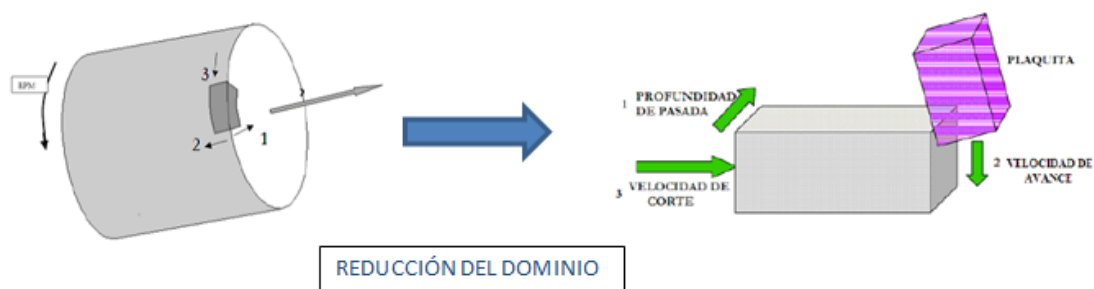 RPM
3
2
1
1 PROFUNDIDAD
DE PASADA
3 VELOCIDAD DE
CORTE
PLAQUITA
2 VELOCIDAD DE
AVANCE
REDUCCIÓN DEL DOMINIO